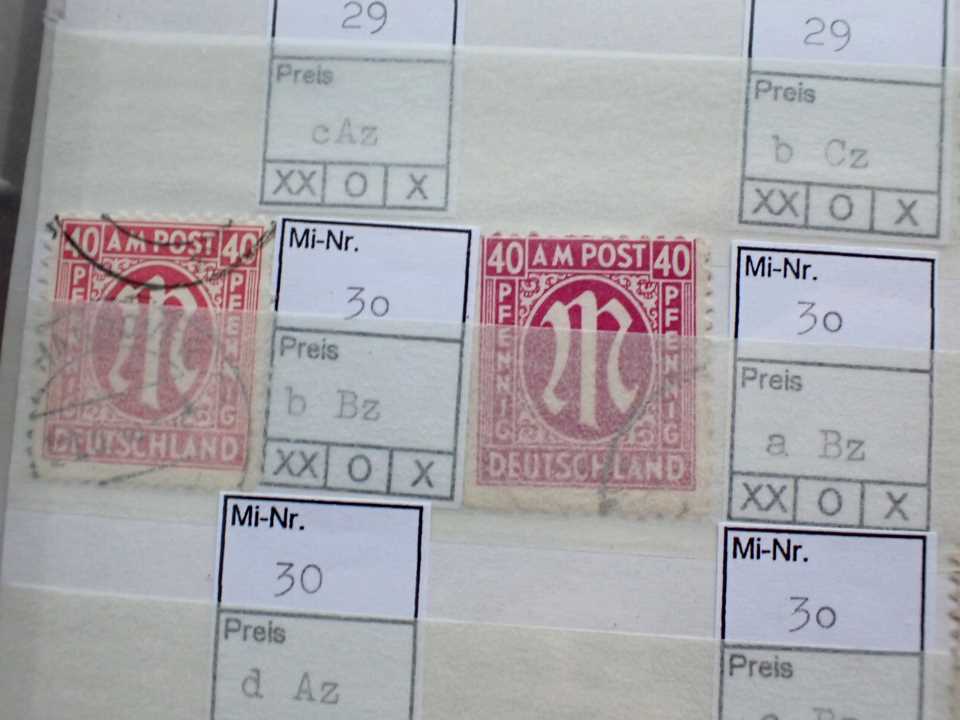 29
Preis
cAz
XX O X
29
Preis
b Cz
XX O X
40 AM POST 40
PFENNIG
PFENNIG
DEUTSCHLAND
Mi-Nr.
30
Preis
b Bz
XX O X
40 AM POST 40
PFENNIG
PFENNIG
DEUTSCHLAND
Mi-Nr.
30
Preis
a Bz
XX O X
Mi-Nr.
30
Preis
d Az
Mi-Nr.
30
Preis